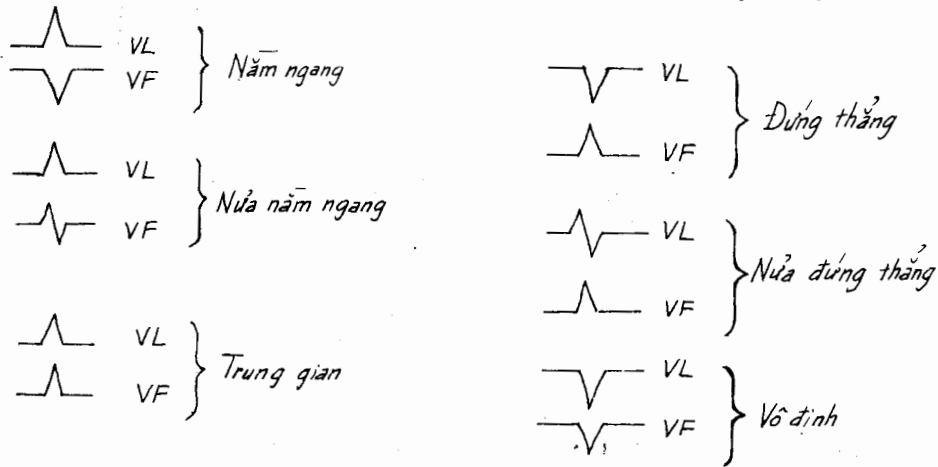 VL
VF
Nằm ngang
VL
VF
Nửa nằm ngang
VL
VF
Trung gian
VL
VF
Đứng thẳng
VL
VF
Nửa đứng thẳng
VL
VF
Vô định